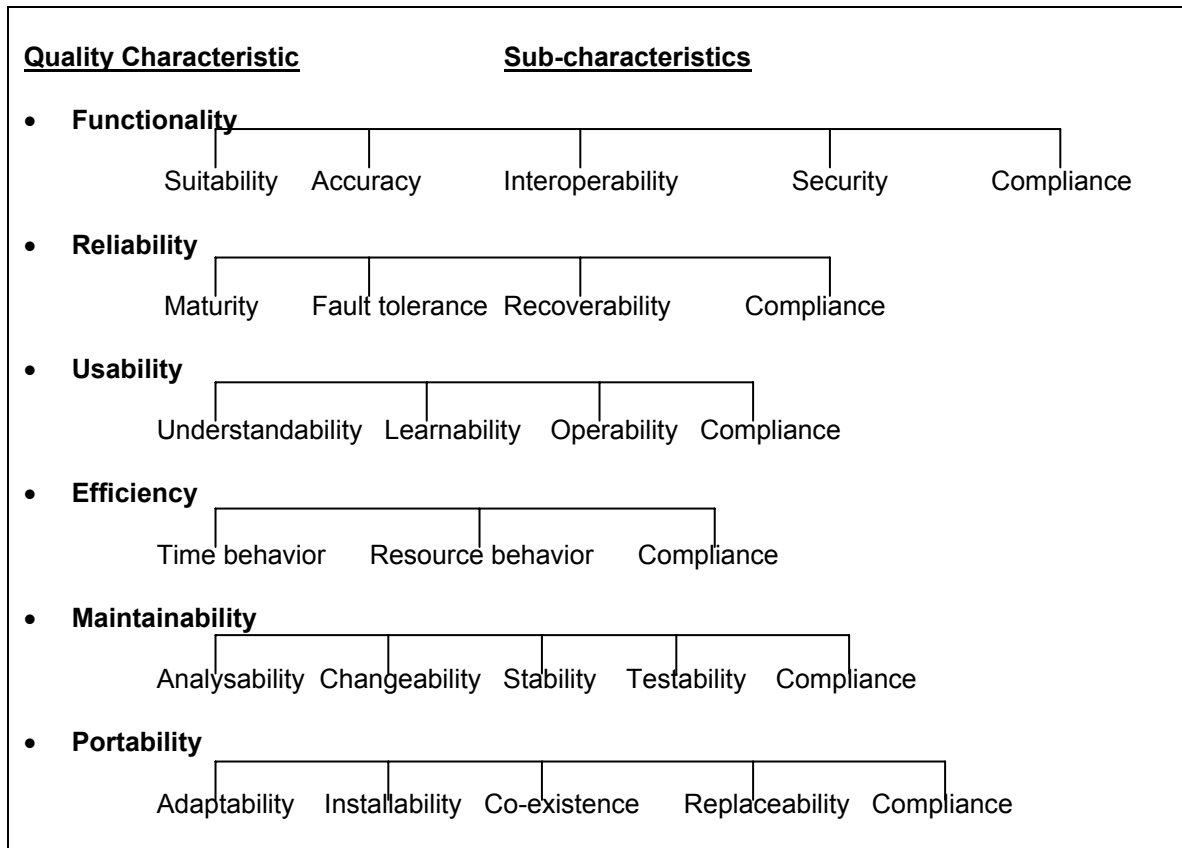 Quality Characteristic Sub-characteristics
• Functionality
Suitability Accuracy Interoperability Security Compliance
• Reliability
Maturity Fault tolerance Recoverability Compliance
• Usability
Understandability Learnability Operability Compliance
• Efficiency
Time behavior Resource behavior Compliance
• Maintainability
Analysability Changeability Stability Testability Compliance
• Portability
Adaptability Installability Co-existence Replaceability Compliance